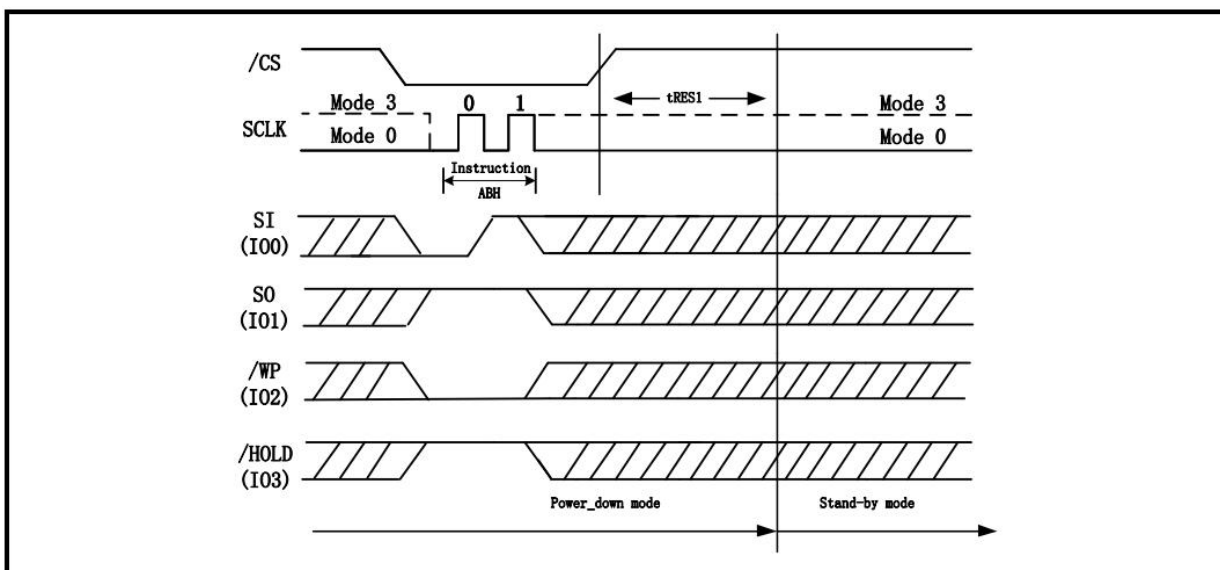 /CS
tRES1
Mode 3 0 1 Mode 3
SCLK
Mode 0 Mode 0
Instruction
ABH
SI
(IO0)
SO
(IO1)
/WP
(IO2)
/HOLD
(IO3)
Power_down mode Stand-by mode